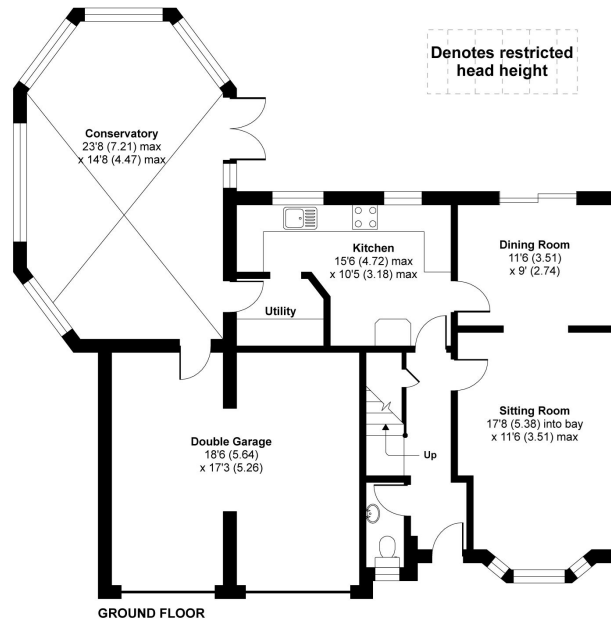 Denotes restricted
head height
Conservatory
23'8 (7.21) max
x 14'8 (4.47) max
Kitchen
15'6 (4.72) max
x 10'5 (3.18) max
Dining Room
11'6 (3.51)
x 9' (2.74)
Utility
Sitting Room
17'8 (5.38) into bay
x 11'6 (3.51) max
Double Garage
18'6 (5.64)
x 17'3 (5.26)
Up
GROUND FLOOR